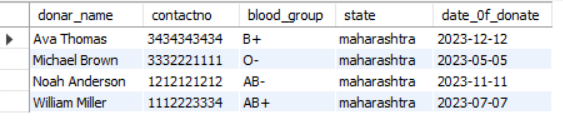 donar_name contactno blood_group state date_0f_donate
Ava Thomas 3434343434 B+ maharashtra 2023-12-12
Michael Brown 3332221111 O- maharashtra 2023-05-05
Noah Anderson 1212121212 AB- maharashtra 2023-11-11
William Miller 1112223334 AB+ maharashtra 2023-07-07